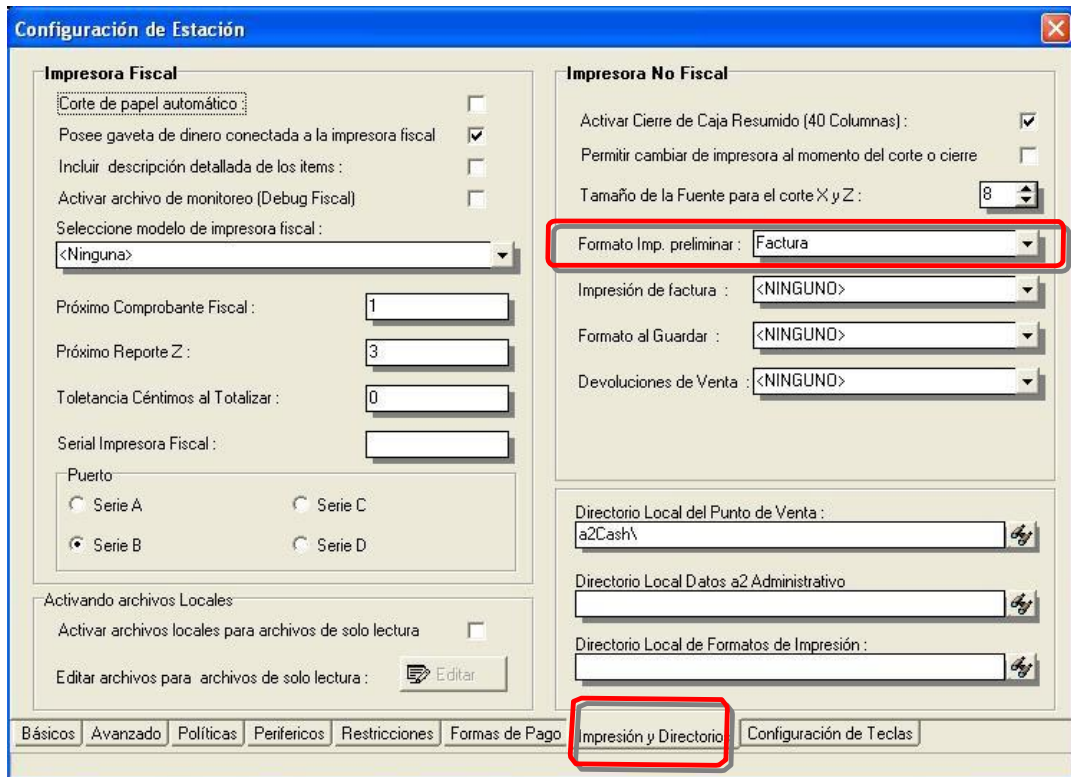 Configuración de Estación
Impresora Fiscal
Corte de papel automático :
Posee gaveta de dinero conectada a la impresora fiscal
Incluir descripción detallada de los items :
Activar archivo de monitoreo (Debug Fiscal)
Seleccione modelo de impresora fiscal :
<Ninguna>
Próximo Comprobante Fiscal :
1
Próximo Reporte Z :
3
Toletancia Céntimos al Totalizar :
0
Serial Impresora Fiscal :
Puerto
Serie A
Serie C
Serie B
Serie D
Activando archivos Locales
Activar archivos locales para archivos de solo lectura
Editar archivos para archivos de solo lectura :
Editar
Impresora No Fiscal
Activar Cierre de Caja Resumido (40 Columnas) :
Permitir cambiar de impresora al momento del corte o cierre
Tamaño de la Fuente para el corte X y Z :
8
Formato Imp. preliminar :
Factura
Impresión de factura :
<NINGUNO>
Formato al Guardar :
<NINGUNO>
Devoluciones de Venta :
<NINGUNO>
Directorio Local del Punto de Venta :
a2Cash\
Directorio Local Datos a2 Administrativo
Directorio Local de Formatos de Impresión :
Básicos
Avanzado
Políticas
Perifericos
Restricciones
Formas de Pago
Impresión y Directorio
Configuración de Teclas